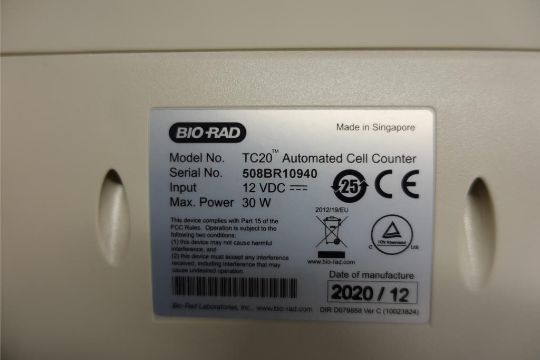 BIO-RAD
Made in Singapore
Model No. TC20™ Automated Cell Counter
Serial No. 508BR10940
Input 12 VDC
Max. Power 30 W
25
CE
2012/19/EU
This device complies with Part 15 of the
FCC Rules. Operation is subject to the
following two conditions:
(1) this device may not cause harmful
interference, and
(2) this device must accept any interference
received, including interference that may
cause undesired operation.
www.bio-rad.com
C US
Date of manufacture
2020 / 12
Bio-Rad Laboratories, Inc., www.bio-rad.com
DIR D079858 Ver C (10023824)